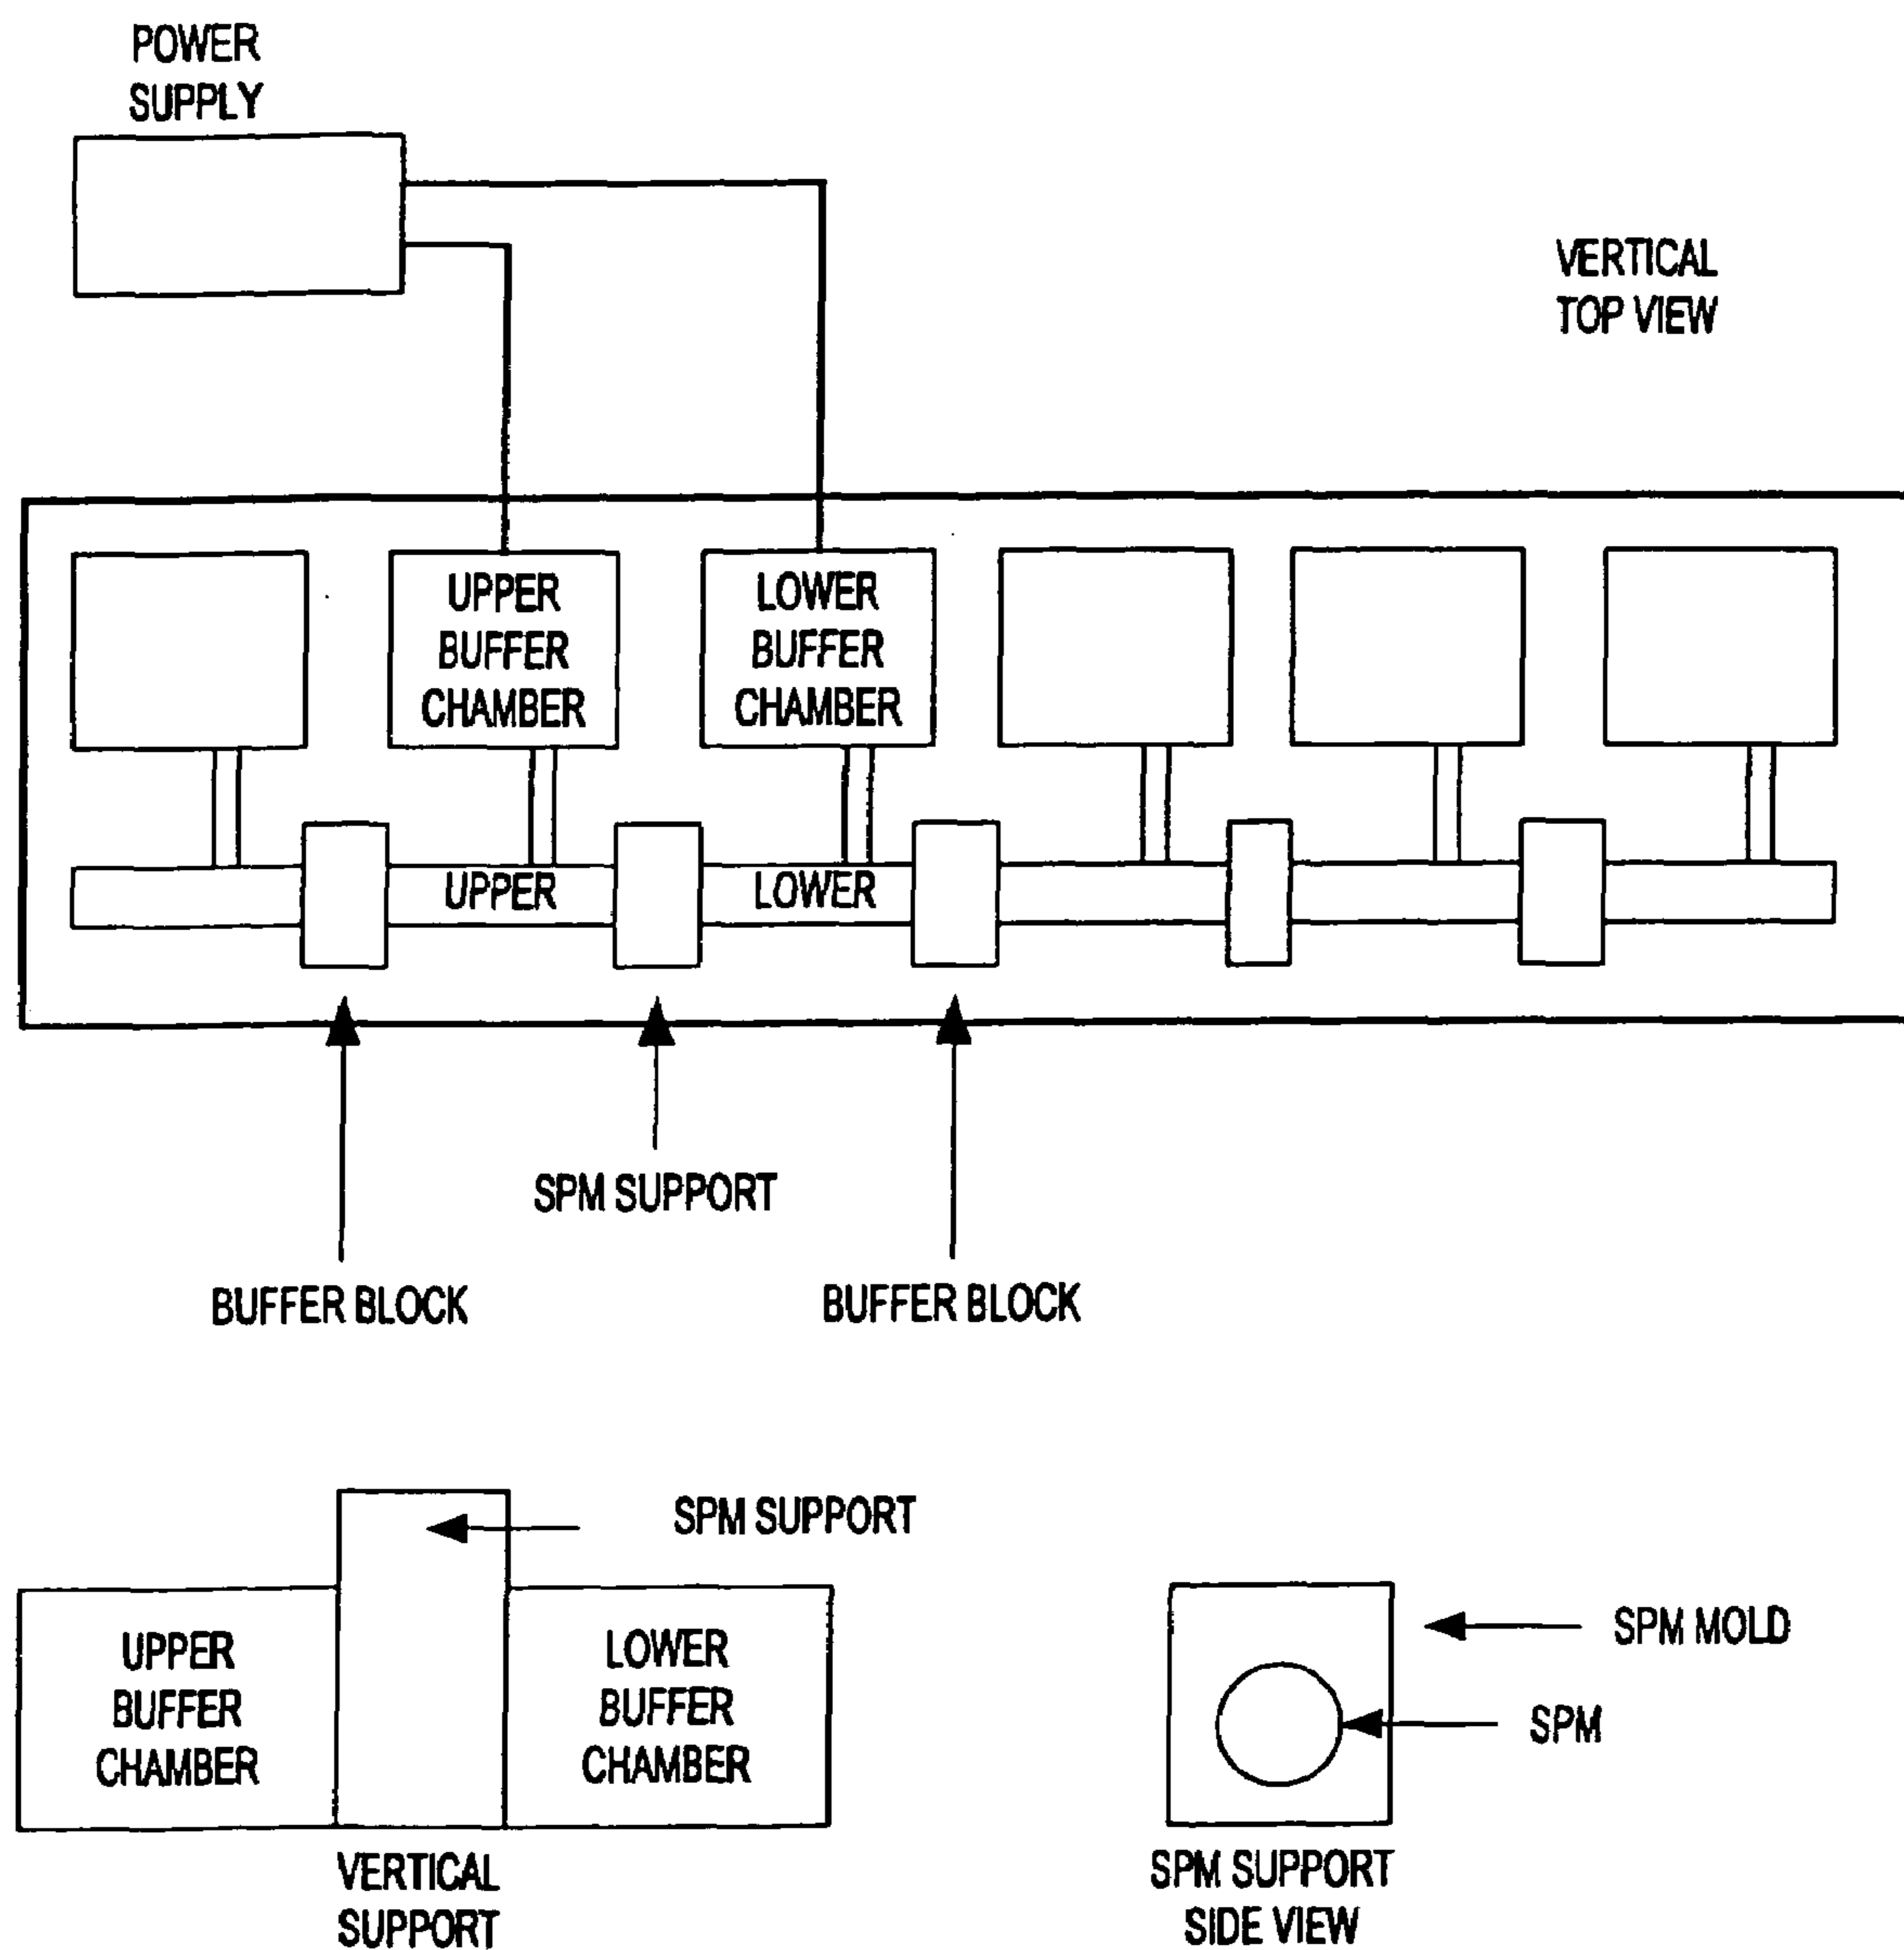 POWER
SUPPLY
VERTICAL
TOP VIEW
UPPER
BUFFER
CHAMBER
LOWER
BUFFER
CHAMBER
UPPER
LOWER
SPM SUPPORT
BUFFER BLOCK
BUFFER BLOCK
SPM SUPPORT
UPPER
BUFFER
CHAMBER
LOWER
BUFFER
CHAMBER
VERTICAL
SUPPORT
SPM MOLD
SPM
SPM SUPPORT
SIDE VIEW